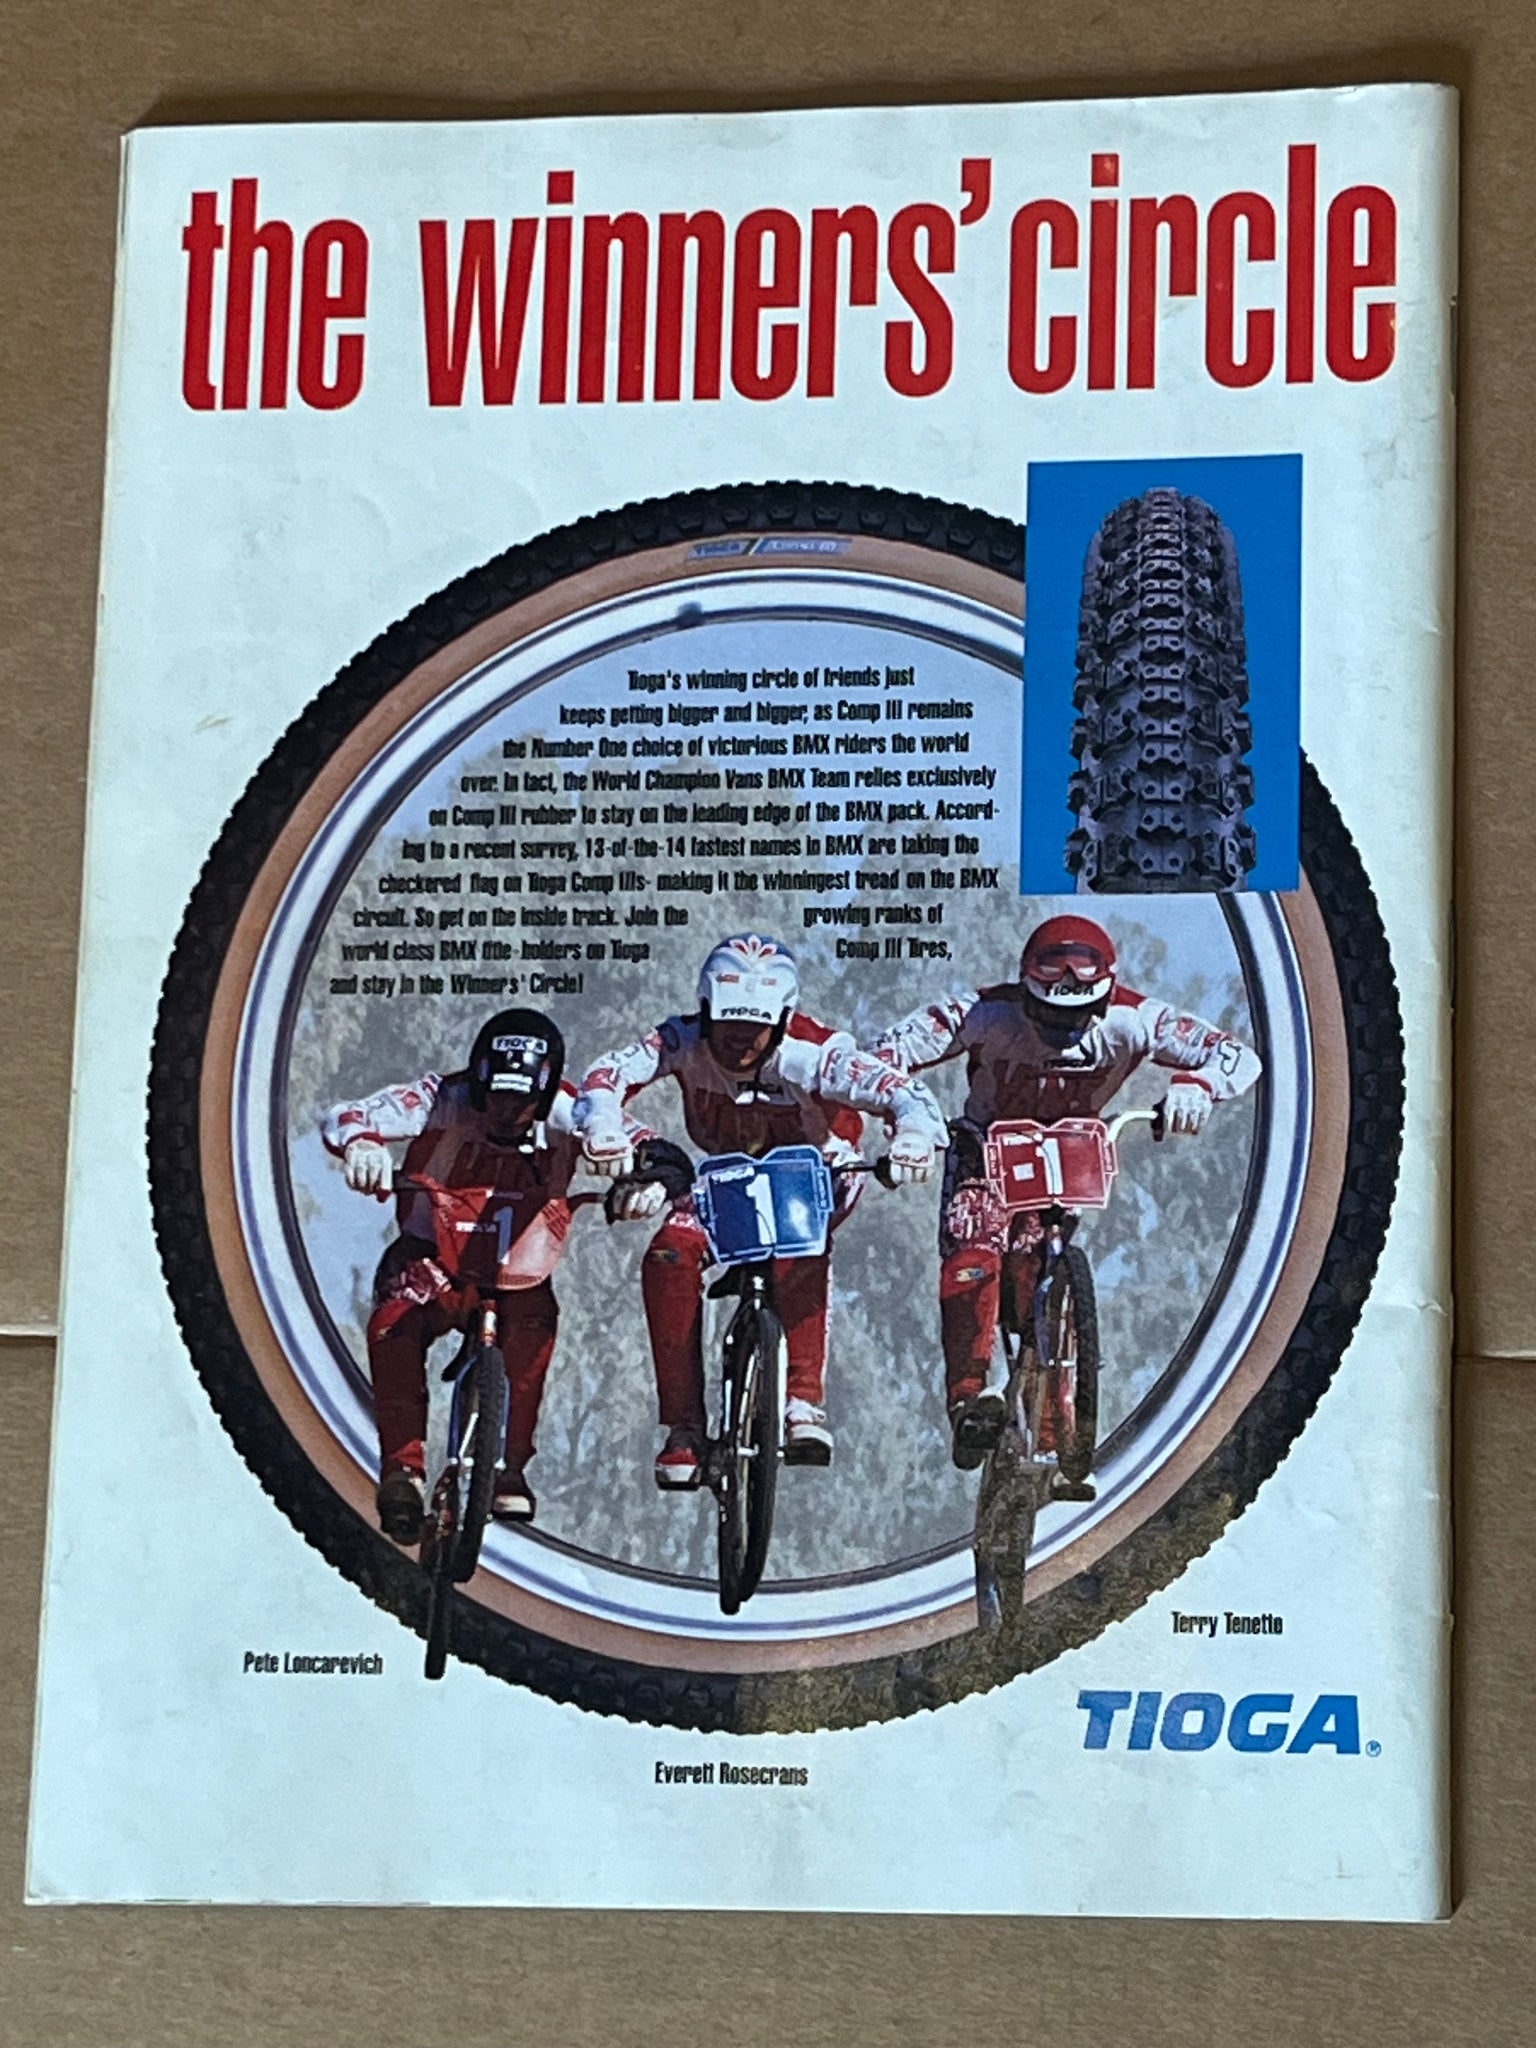 the winners' circle
TIOGA
Tioga's winning circle of friends just
keeps getting bigger and bigger, as Comp III remains
the Number One choice of victorious BMX riders the world
over. In fact, the World Champion Vans BMX Team relies exclusively
on Comp III rubber to stay on the leading edge of the BMX pack. Accord-
ing to a recent survey, 13-of-the-14 fastest names in BMX are taking the
checkered flag on Tioga Comp IIIs- making it the winningest tread on the BMX
circuit. So get on the inside track. Join the growing ranks of
world class BMX title-holders on Tioga Comp III Tires,
and stay in the Winners' Circle!
TIOGA
TIOGA
TIOGA
TIOGA
TIOGA
TIOGA 1
1
1
Terry Tenette
Pete Loncarevich
TIOGA®
Everett Rosecrans